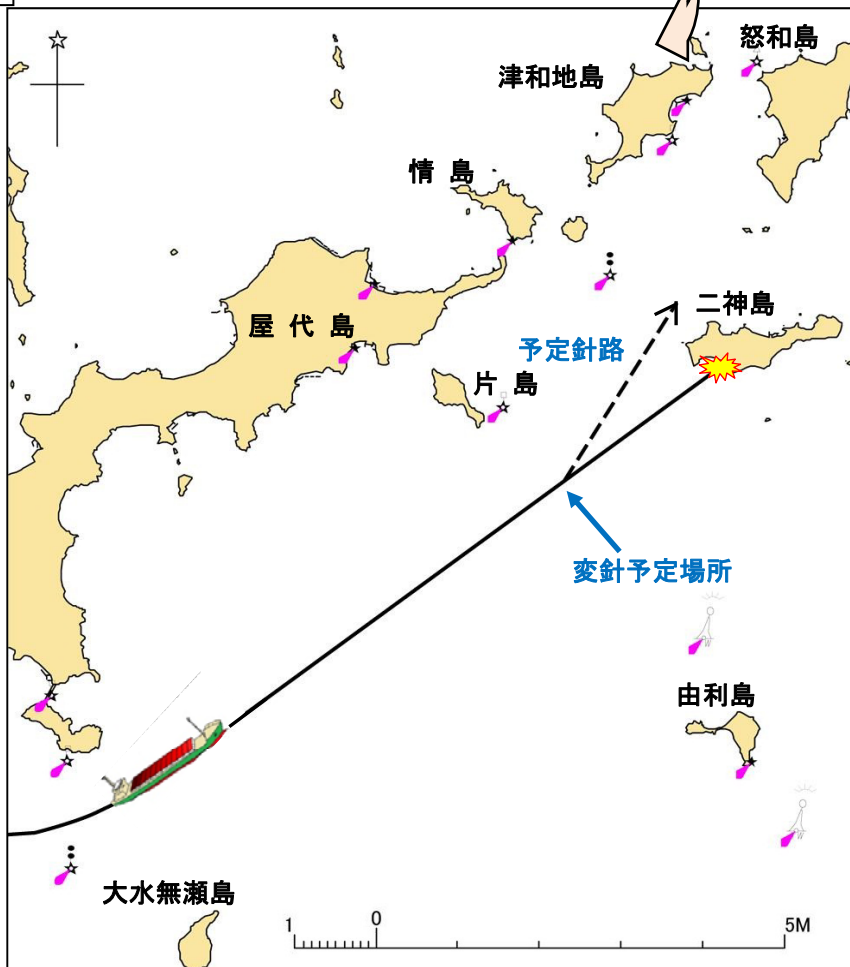 怒和島
津和地島
情 島
二神島
屋 代 島
予定針路
片 島
変針予定場所
由利島
大水無瀬島
1 0 5M